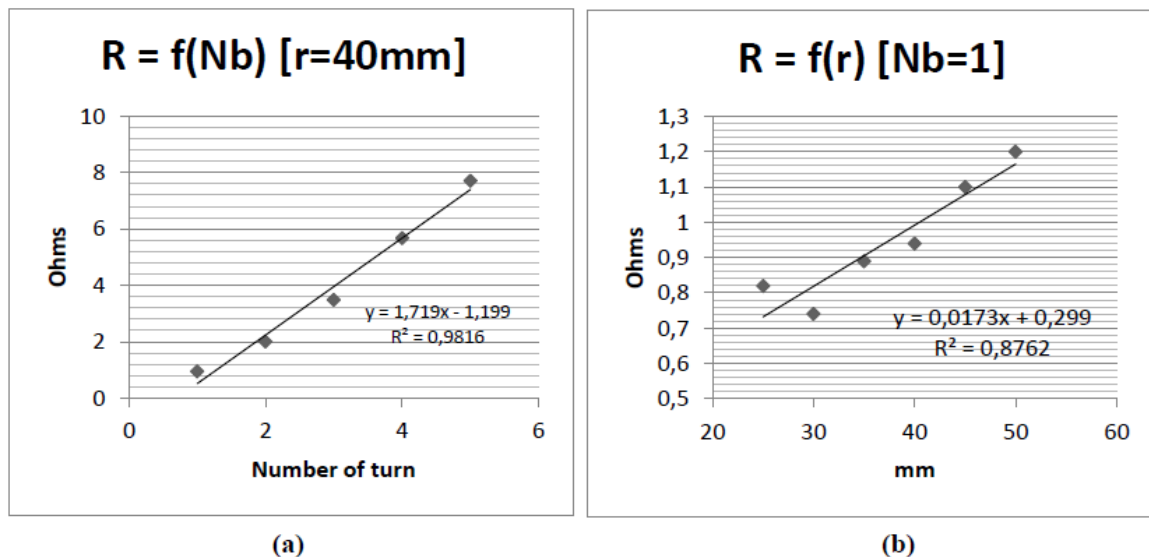 R = f(Nb) [r=40mm]
10
8
6
4
2
0
Ohms
y = 1,719x - 1,199
R² = 0,9816
0 2 4 6
Number of turn
(a)
R = f(r) [Nb=1]
1,3
1,2
1,1
1
0,9
0,8
0,7
0,6
0,5
Ohms
y = 0,0173x + 0,299
R² = 0,8762
20 30 40 50 60
mm
(b)